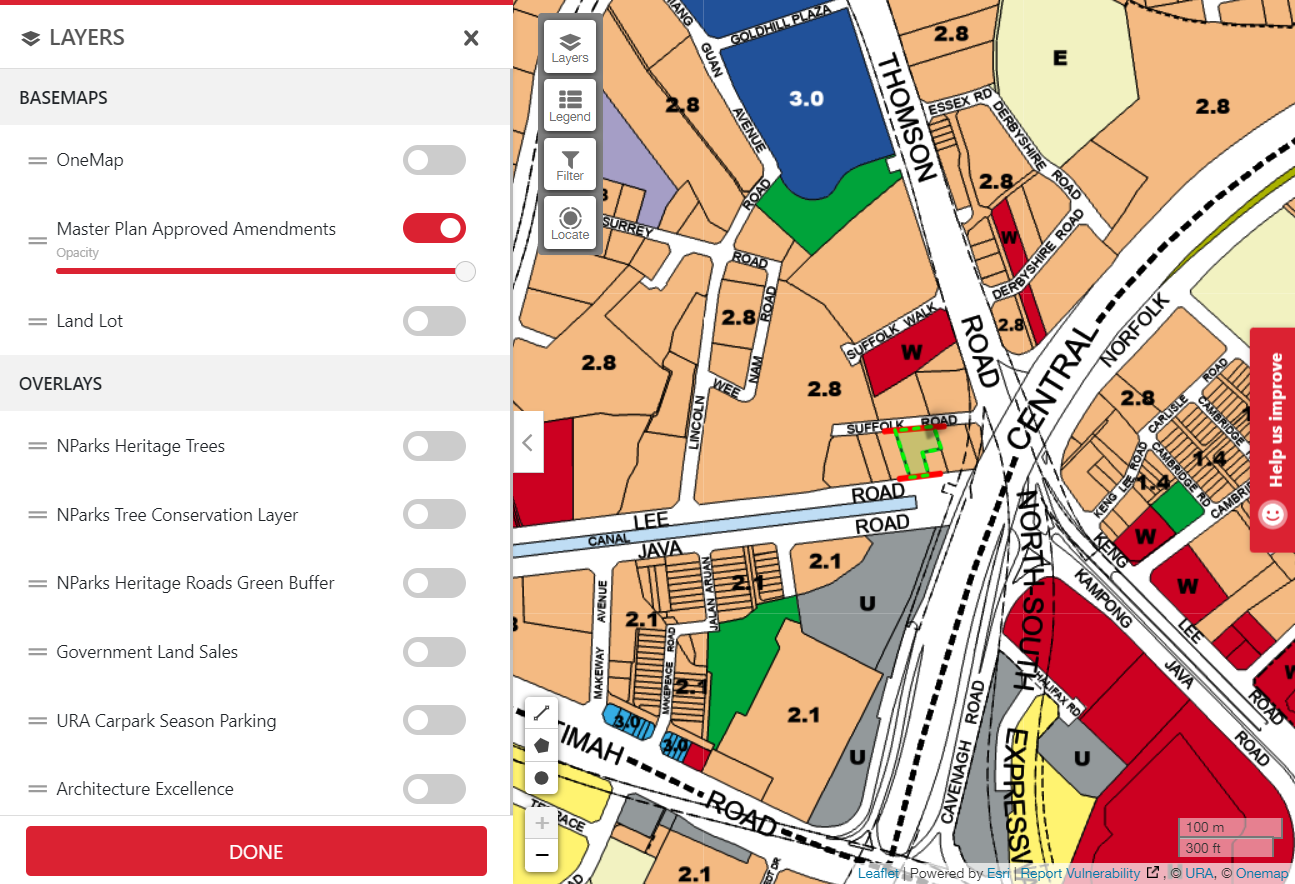 LAYERS
BASEMAPS
OneMap
Master Plan Approved Amendments
Opacity
Land Lot
OVERLAYS
NParks Heritage Trees
NParks Tree Conservation Layer
NParks Heritage Roads Green Buffer
Government Land Sales
URA Carpark Season Parking
Architecture Excellence
DONE
Layers
Legend
Filter
Locate
GOLDHILL PLAZA
GUAN
AVENUE
ROAD
2.8
3.0
THOMSON
ROAD
2.8
E
2.8
ESSEX RD
DERBYSHIRE
ROAD
2.8
W
DERBYSHIRE ROAD
2.8
SURREY
ROAD
2.8
ROAD
NAM
WEE
2.8
LINCOLN
2.8
SUFFOLK WALK
W
SUFFOLK ROAD
CENTRAL
NORFOLK
2.8
CARLISLE
ROAD
CAMBRIDGE
1.4
CAMBRIDGE RD
1.4
KENG LEE ROAD
W
W
Help us improve
LEE
ROAD
CANAL
JAVA
ROAD
JALAN ARUAN
2.1
2.1
U
MAKEWAY
AVENUE
2.1
MAKEPEACE ROAD
2.1
2.1
3.0
3.0
U
TIMAH
ROAD
TERRACE
2.1
CAVENAGH ROAD
NORTH-SOUTH
HALIFAX RD
U
KENG
LEE
ROAD
KAMPONG
JAVA
ROAD
100 m
300 ft
Leaflet | Powered by Esri | Report Vulnerability , © URA, © Onemap